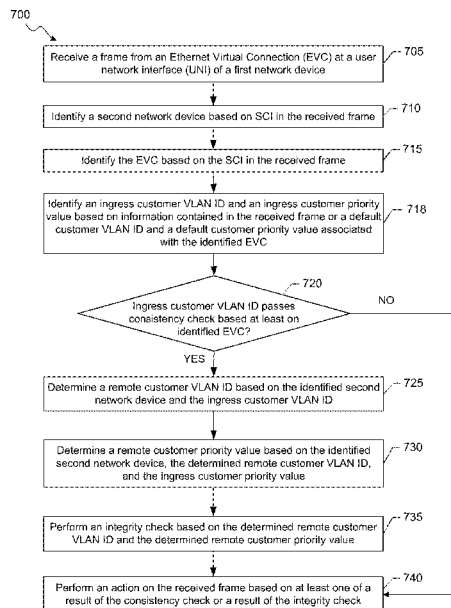 700
Receive a frame from an Ethernet Virtual Connection (EVC) at a user
network interface (UNI) of a first network device
705
Identify a second network device based on SCI in the received frame
710
Identify the EVC based on the SCI in the received frame
715
Identify an ingress customer VLAN ID and an ingress customer priority
value based on information contained in the received frame or a default
customer VLAN ID and a default customer priority value associated
with the identified EVC
718
720
Ingress customer VLAN ID passes
consistency check based at least on
identified EVC?
NO
YES
Determine a remote customer VLAN ID based on the identified second
network device and the ingress customer VLAN ID
725
Determine a remote customer priority value based on the identified
second network device, the determined remote customer VLAN ID,
and the ingress customer priority value
730
Perform an integrity check based on the determined remote customer
VLAN ID and the determined remote customer priority value
735
Perform an action on the received frame based on at least one of a
result of the consistency check or a result of the integrity check
740